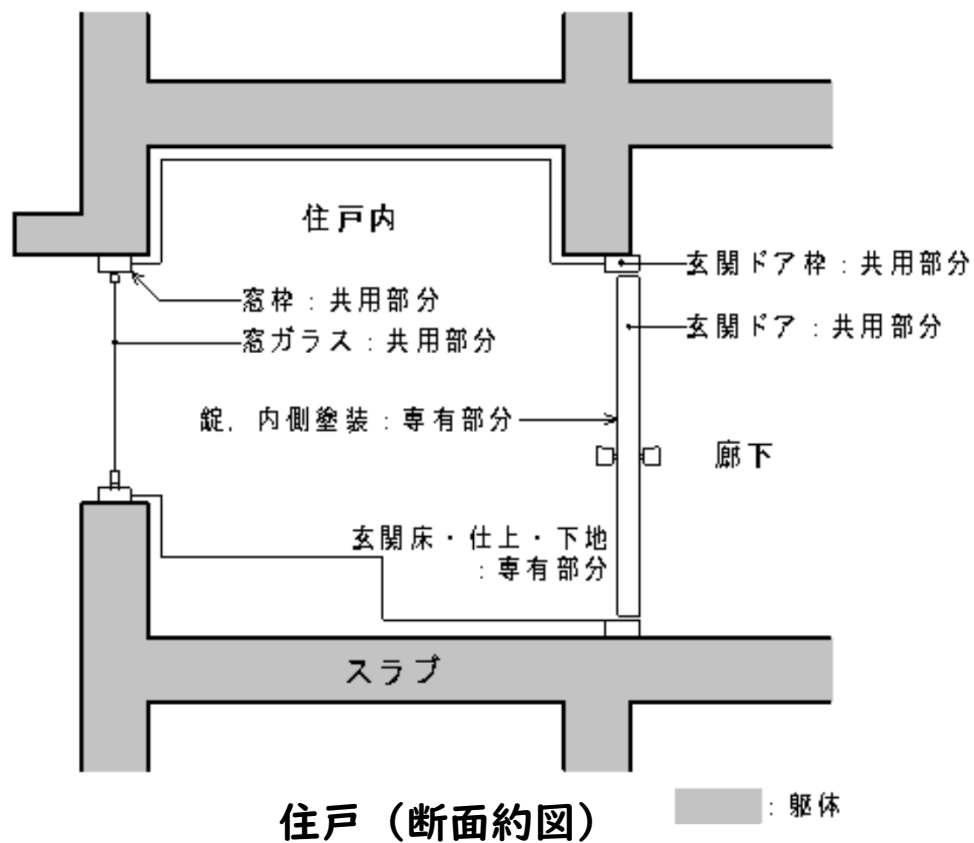 住戸内
玄関ドア枠：共用部分
窓枠：共用部分
玄関ドア：共用部分
窓ガラス：共用部分
錠，内側塗装：専有部分
廊下
玄関床・仕上・下地
：専有部分
スラブ
住戸（断面約図）
：躯体